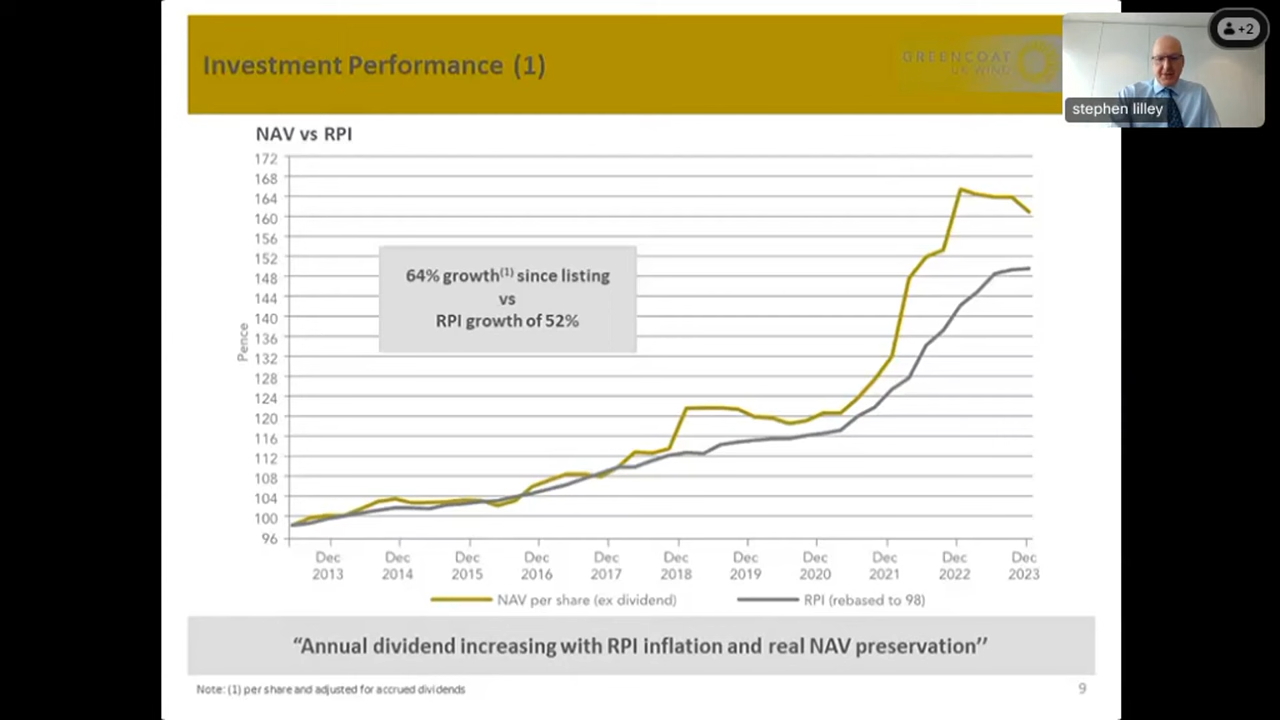 Investment Performance (1)
GREENCOAT
UK WIND
+2
stephen lilley
NAV vs RPI
172
168
164
160
156
152
148
144
140
136
132
128
124
120
116
112
108
104
100
96
Pence
64% growth(1) since listing
vs
RPI growth of 52%
Dec Dec Dec Dec Dec Dec Dec Dec Dec Dec Dec
2013 2014 2015 2016 2017 2018 2019 2020 2021 2022 2023
NAV per share (ex dividend) RPI (rebased to 98)
“Annual dividend increasing with RPI inflation and real NAV preservation’’
Note: (1) per share and adjusted for accrued dividends
9